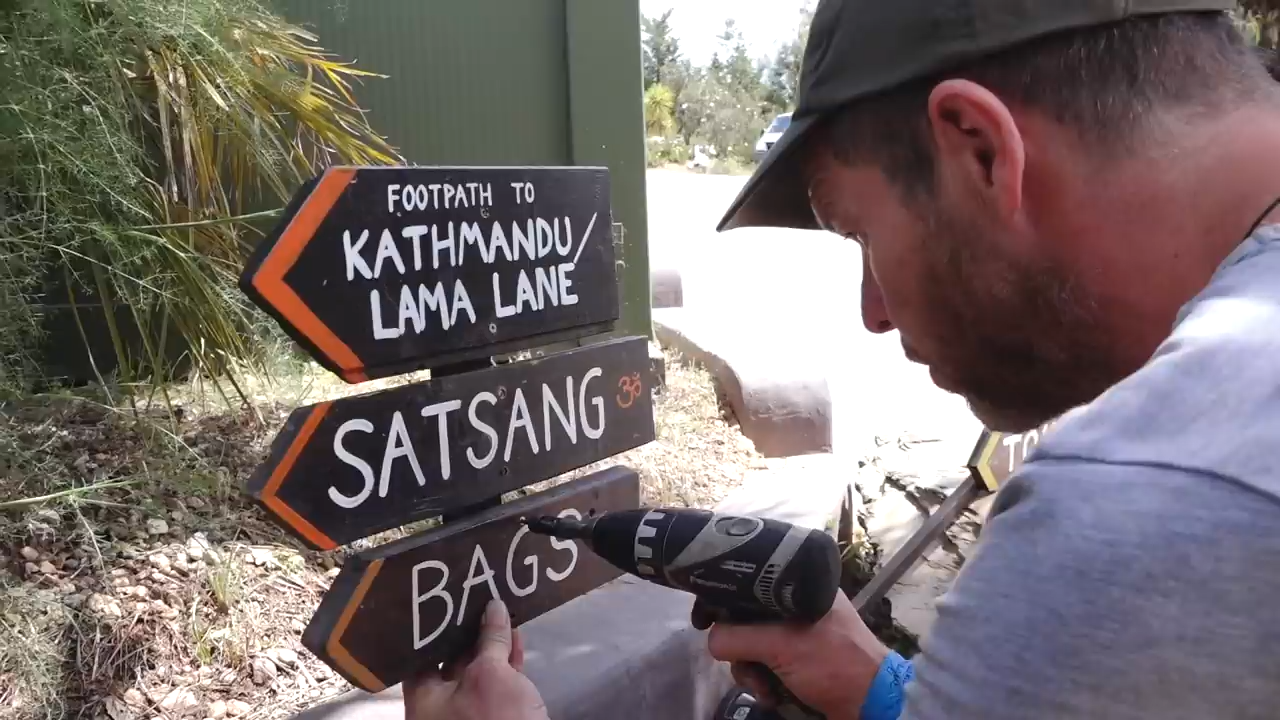 FOOTPATH TO
KATHMANDU/
LAMA LANE
SATSANG ॐ
BAGS